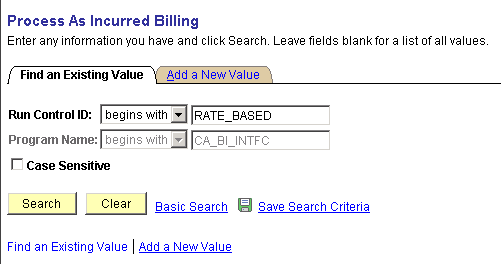 Process As Incurred Billing
Enter any information you have and click Search. Leave fields blank for a list of all values.
Find an Existing Value Add a New Value
Run Control ID: begins with RATE_BASED
Program Name: begins with CA_BI_INTFC
Case Sensitive
Search Clear Basic Search Save Search Criteria
Find an Existing Value | Add a New Value